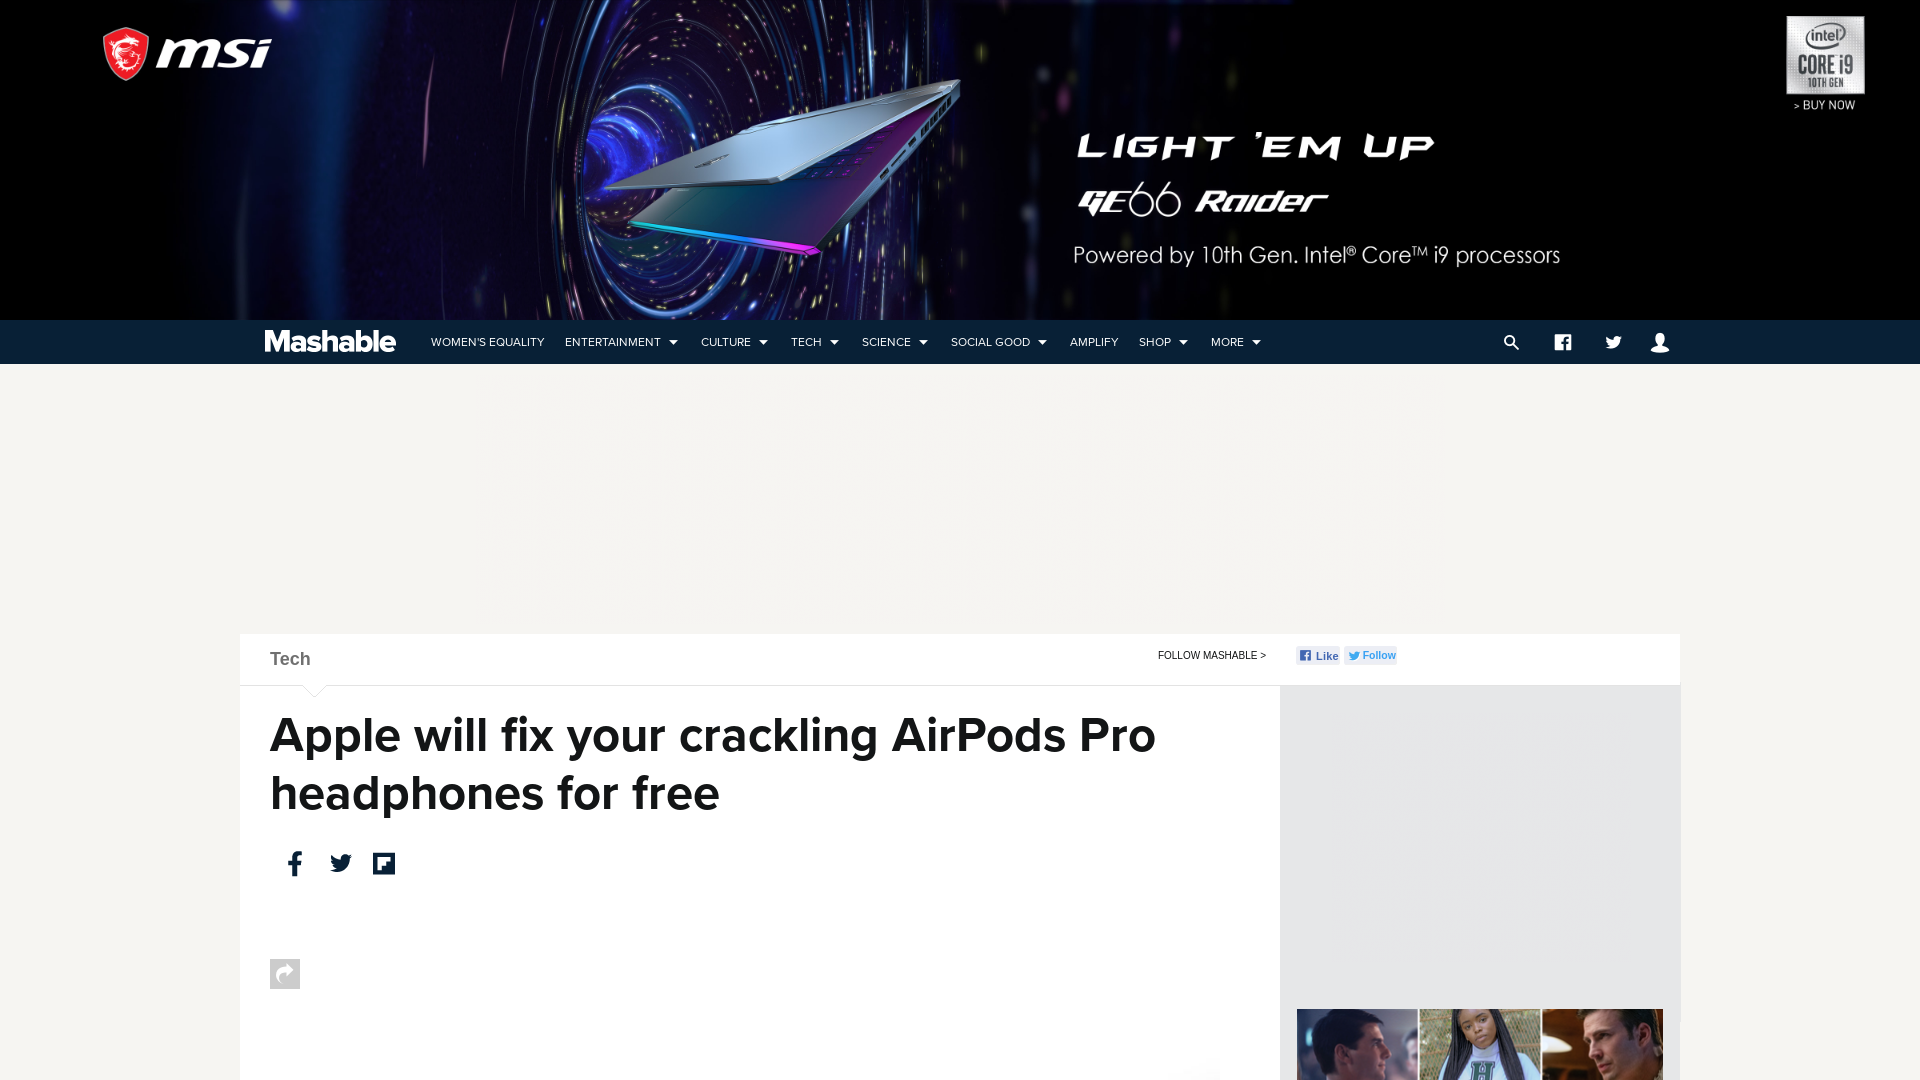 msi
intel
CORE i9
10TH GEN
> BUY NOW
LIGHT 'EM UP
GE66 Raider
Powered by 10th Gen. Intel® Core™ i9 processors
Mashable
WOMEN'S EQUALITY ENTERTAINMENT CULTURE TECH SCIENCE SOCIAL GOOD AMPLIFY SHOP MORE
Tech
FOLLOW MASHABLE >
Like
Follow
Apple will fix your crackling AirPods Pro
headphones for free
H